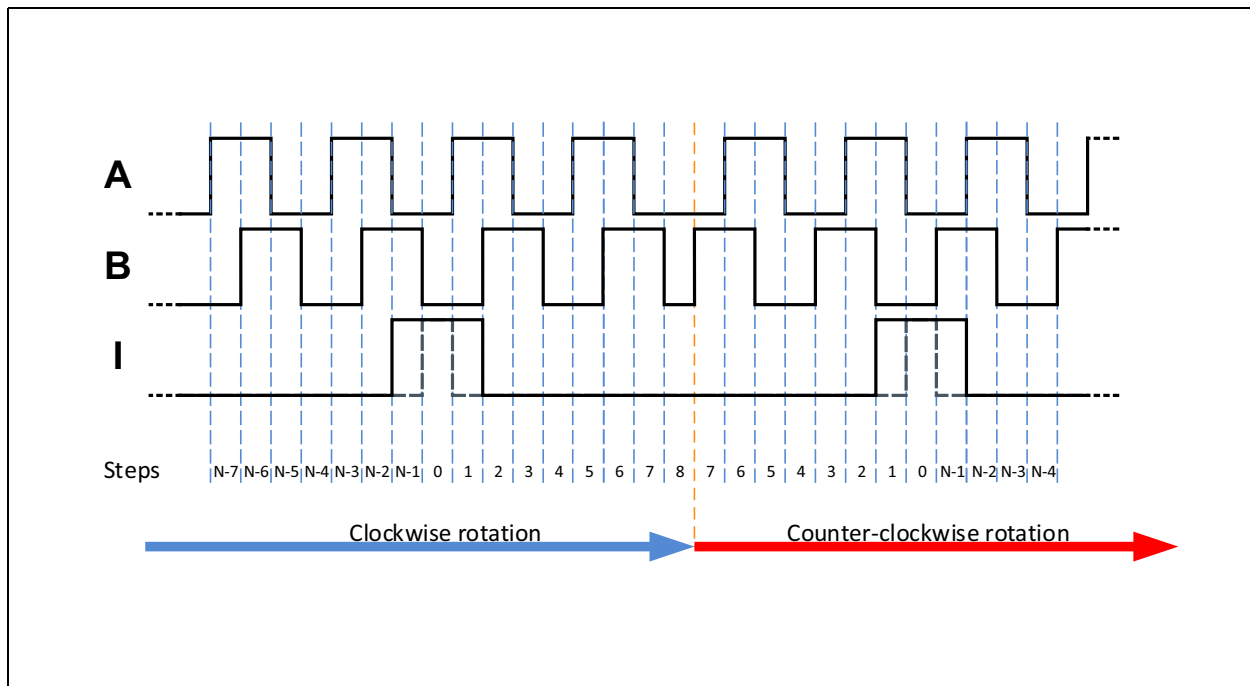 A
B
I
Steps N-7 N-6 N-5 N-4 N-3 N-2 N-1 0 1 2 3 4 5 6 7 8 7 6 5 4 3 2 1 0 N-1 N-2 N-3 N-4
Clockwise rotation Counter-clockwise rotation